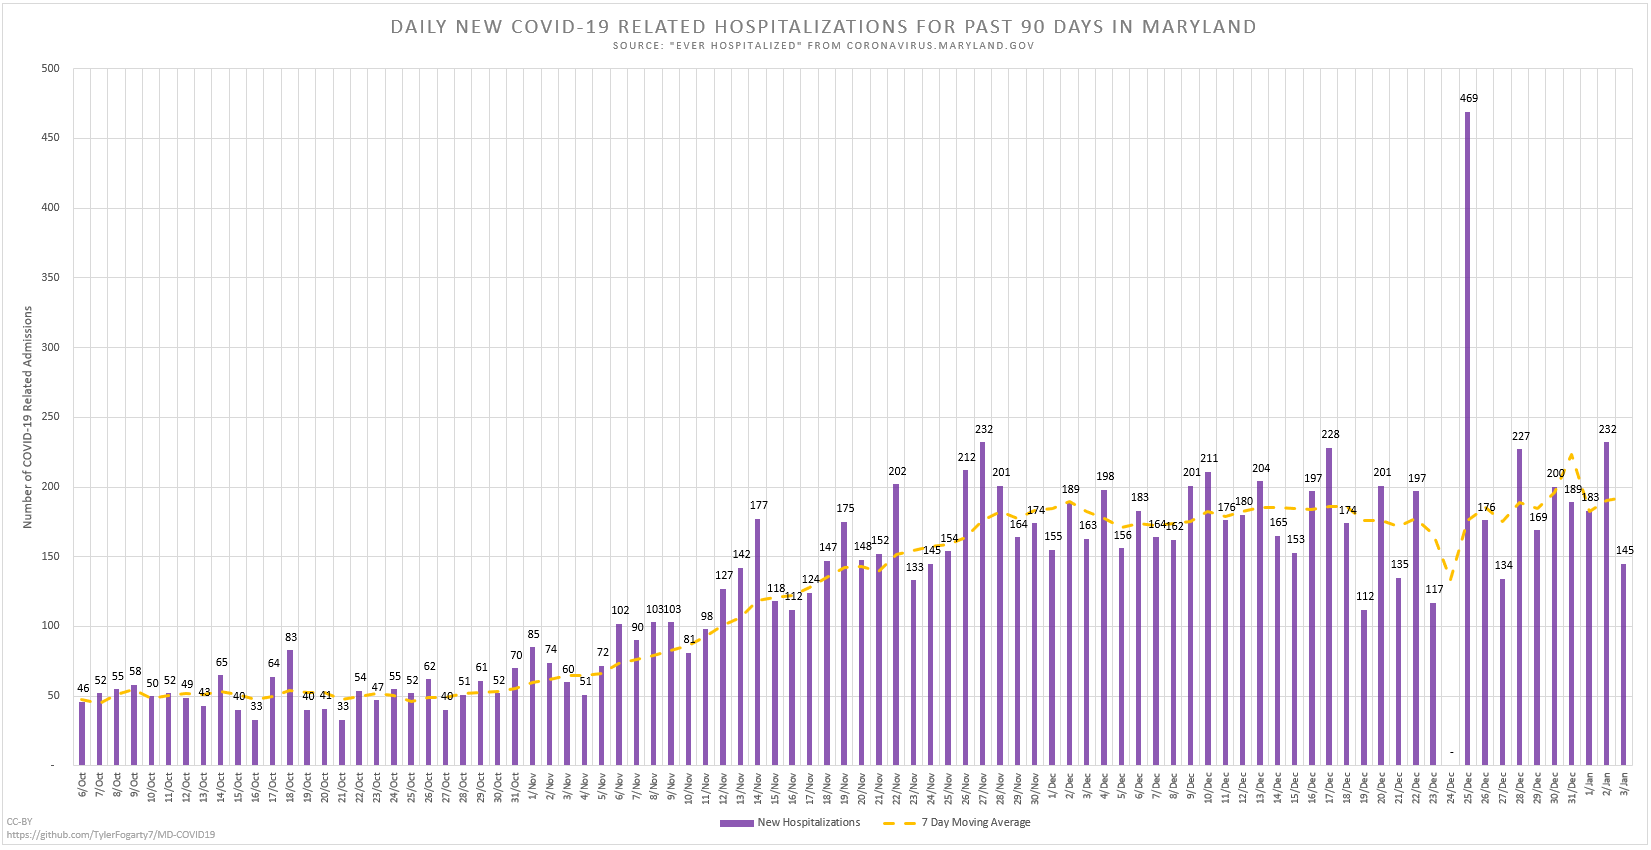 DAILY NEW COVID-19 RELATED HOSPITALIZATIONS FOR PAST 90 DAYS IN MARYLAND
SOURCE: "EVER HOSPITALIZED" FROM CORONAVIRUS.MARYLAND.GOV
Number of COVID-19 Related Admissions
500
450
400
350
300
250
200
150
100
50
-
46 52 55 58 50 52 49 43 65 40 33 64 83 40 41 33 54 47 55 52 62 40 51 61 52 70 85 74 60 51 72 102 90 103 103 81 98 127 142 177 118 112 124 147 175 148 152 202 133 145 154 212 232 201 164 174 155 189 163 198 156 183 164 162 201 211 176 180 204 165 153 197 228 174 112 201 135 197 117 - 469 176 134 227 169 200 189 183 232 145
6/Oct 7/Oct 8/Oct 9/Oct 10/Oct 11/Oct 12/Oct 13/Oct 14/Oct 15/Oct 16/Oct 17/Oct 18/Oct 19/Oct 20/Oct 21/Oct 22/Oct 23/Oct 24/Oct 25/Oct 26/Oct 27/Oct 28/Oct 29/Oct 30/Oct 31/Oct 1/Nov 2/Nov 3/Nov 4/Nov 5/Nov 6/Nov 7/Nov 8/Nov 9/Nov 10/Nov 11/Nov 12/Nov 13/Nov 14/Nov 15/Nov 16/Nov 17/Nov 18/Nov 19/Nov 20/Nov 21/Nov 22/Nov 23/Nov 24/Nov 25/Nov 26/Nov 27/Nov 28/Nov 29/Nov 30/Nov 1/Dec 2/Dec 3/Dec 4/Dec 5/Dec 6/Dec 7/Dec 8/Dec 9/Dec 10/Dec 11/Dec 12/Dec 13/Dec 14/Dec 15/Dec 16/Dec 17/Dec 18/Dec 19/Dec 20/Dec 21/Dec 22/Dec 23/Dec 24/Dec 25/Dec 26/Dec 27/Dec 28/Dec 29/Dec 30/Dec 31/Dec 1/Jan 2/Jan 3/Jan
New Hospitalizations 7 Day Moving Average
CC-BY
https://github.com/TylerFogarty7/MD-COVID19